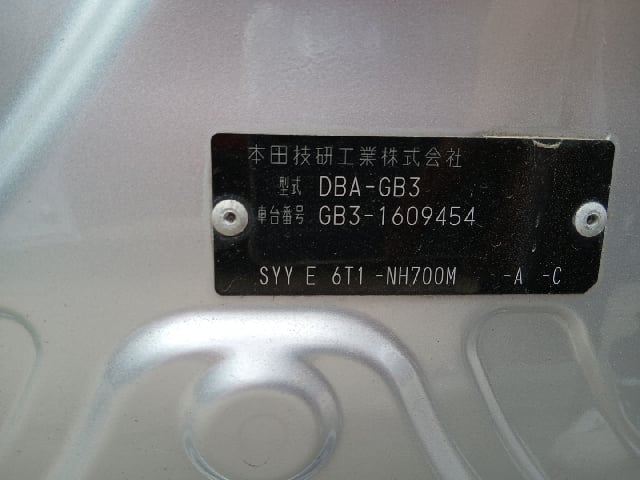 本田技研工業株式会社
型式 DBA-GB3
車台番号 GB3-1609454
SYY E 6T1 -NH700M -A -C